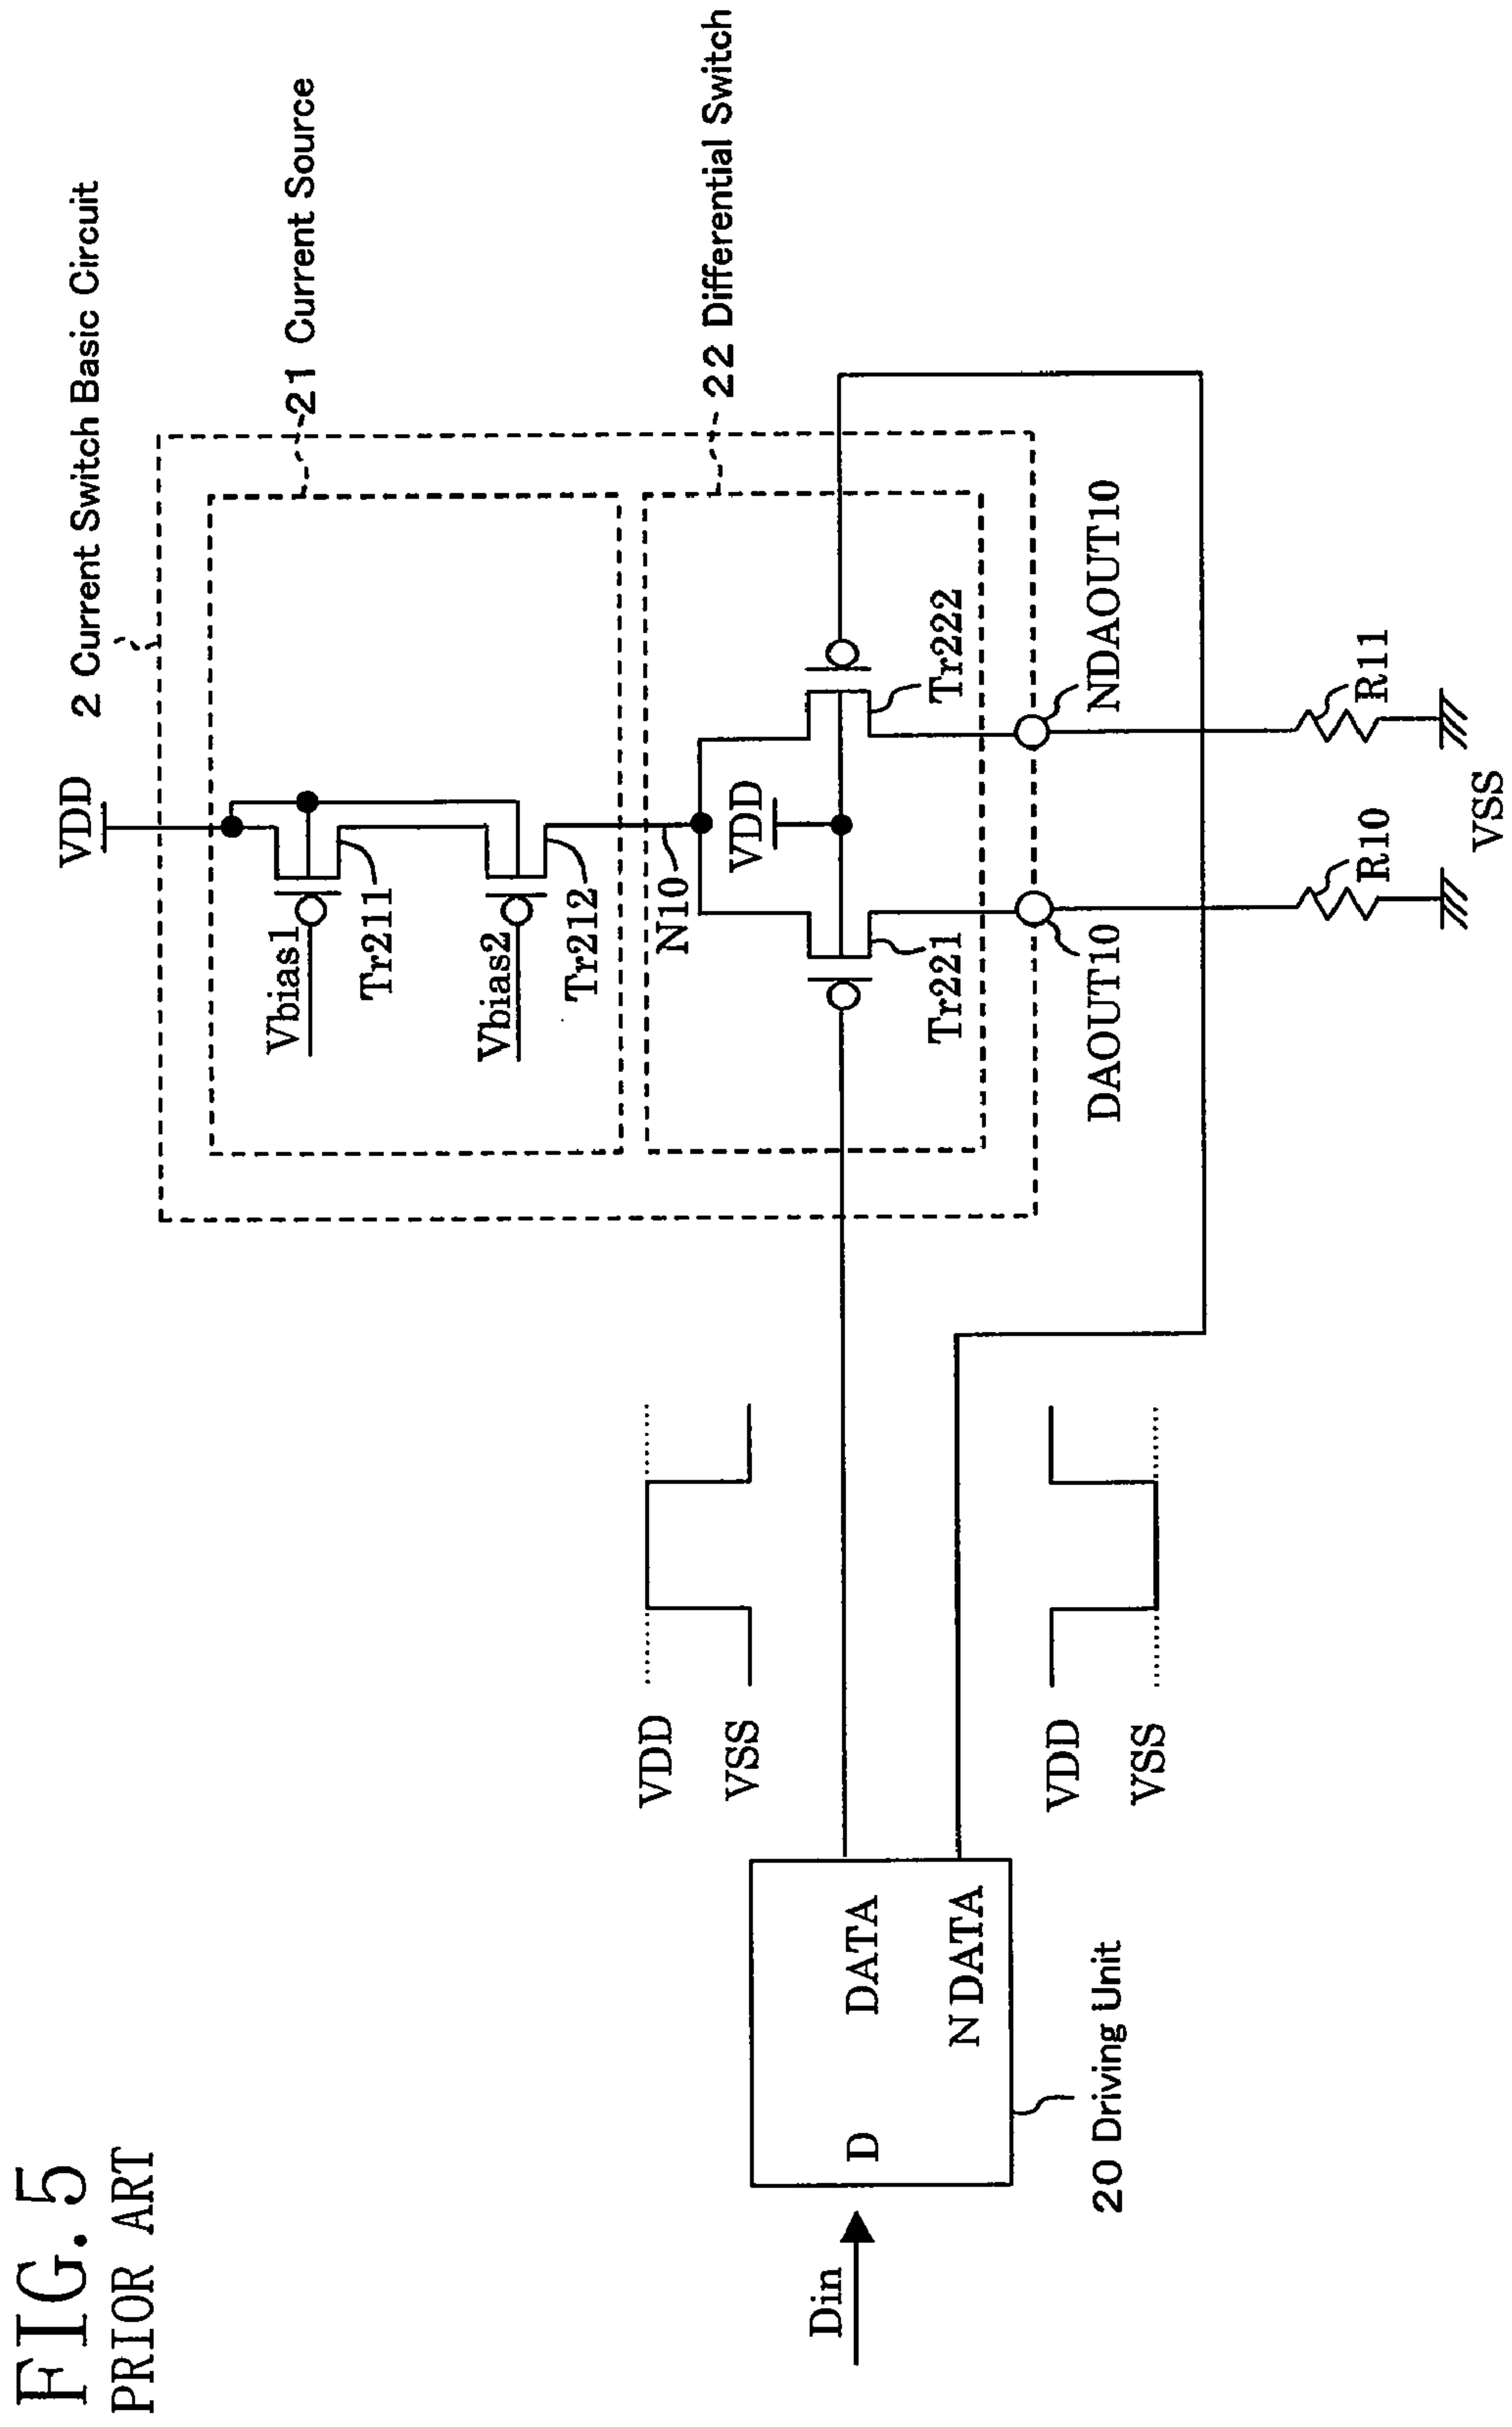 FIG. 5
PRIOR ART
2 Current Switch Basic Circuit
VDD
21 Current Source
Vbias1
Tr211
Vbias2
Tr212
22 Differential Switch
N10
VDD
Tr221
Tr222
DAOUT10
NDAOUT10
R10
R11
VSS
VDD
VSS
Din
D
DATA
NDATA
VDD
VSS
20 Driving Unit